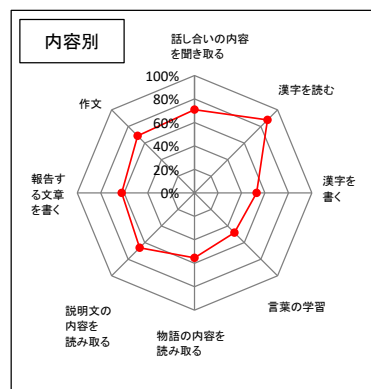 内容別
話し合いの内容
を聞き取る
漢字を読む
漢字を
書く
言葉の学習
物語の内容を
読み取る
説明文の
内容を
読み取る
報告す
る文章
を書く
作文
100%
80%
60%
40%
20%
0%